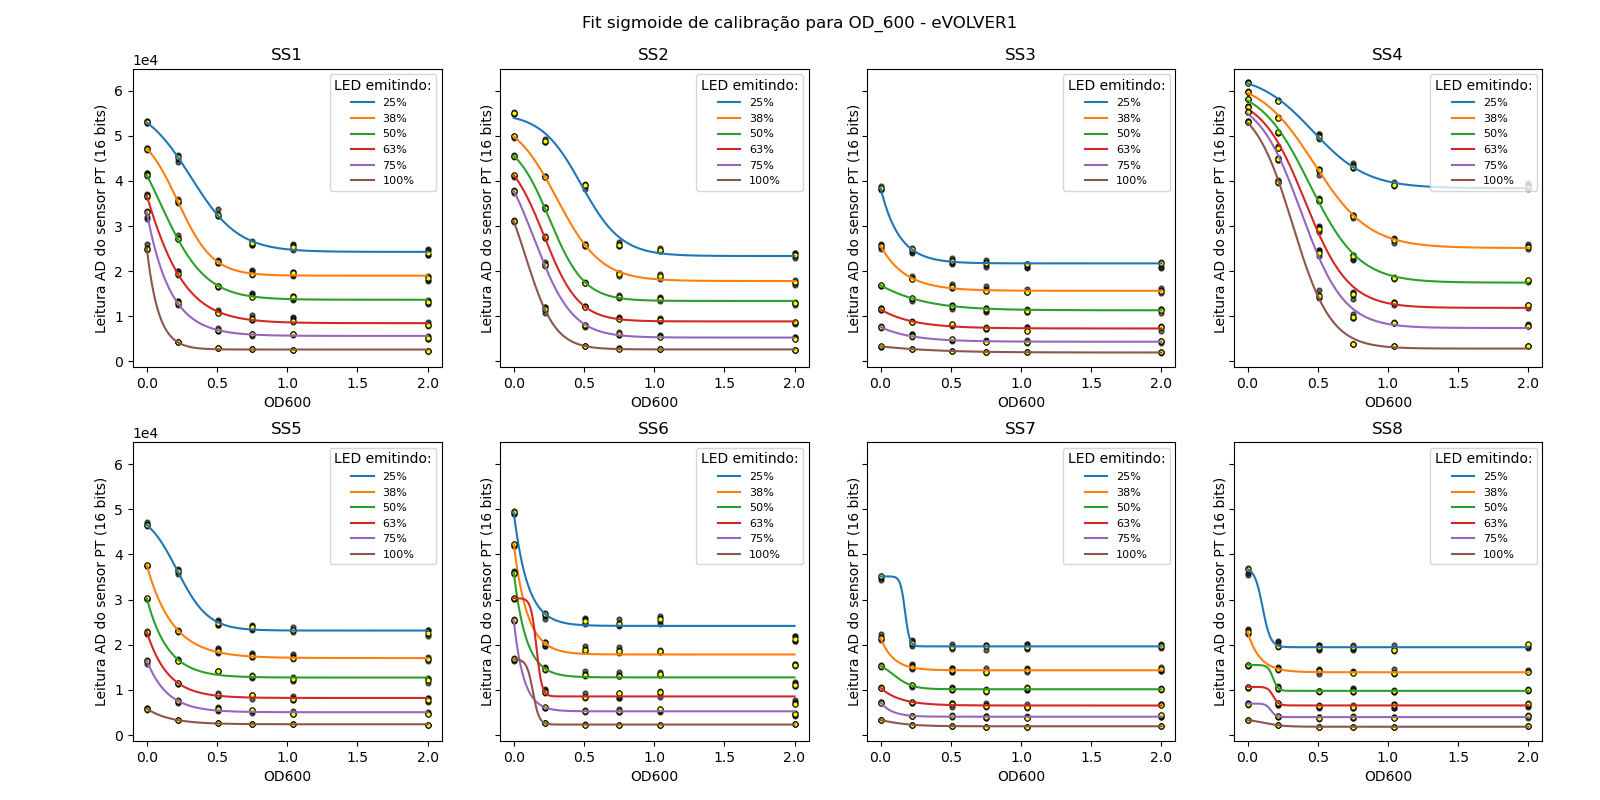 Fit sigmoide de calibração para OD_600 - eVOLVER1
SS1
1e4
Leitura AD do sensor PT (16 bits)
6
5
4
3
2
1
0
LED emitindo:
25%
38%
50%
63%
75%
100%
0.0 0.5 1.0 1.5 2.0
OD600
SS2
Leitura AD do sensor PT (16 bits)
LED emitindo:
25%
38%
50%
63%
75%
100%
0.0 0.5 1.0 1.5 2.0
OD600
SS3
Leitura AD do sensor PT (16 bits)
LED emitindo:
25%
38%
50%
63%
75%
100%
0.0 0.5 1.0 1.5 2.0
OD600
SS4
Leitura AD do sensor PT (16 bits)
LED emitindo:
25%
38%
50%
63%
75%
100%
0.0 0.5 1.0 1.5 2.0
OD600
SS5
1e4
Leitura AD do sensor PT (16 bits)
6
5
4
3
2
1
0
LED emitindo:
25%
38%
50%
63%
75%
100%
0.0 0.5 1.0 1.5 2.0
OD600
SS6
Leitura AD do sensor PT (16 bits)
LED emitindo:
25%
38%
50%
63%
75%
100%
0.0 0.5 1.0 1.5 2.0
OD600
SS7
Leitura AD do sensor PT (16 bits)
LED emitindo:
25%
38%
50%
63%
75%
100%
0.0 0.5 1.0 1.5 2.0
OD600
SS8
Leitura AD do sensor PT (16 bits)
LED emitindo:
25%
38%
50%
63%
75%
100%
0.0 0.5 1.0 1.5 2.0
OD600